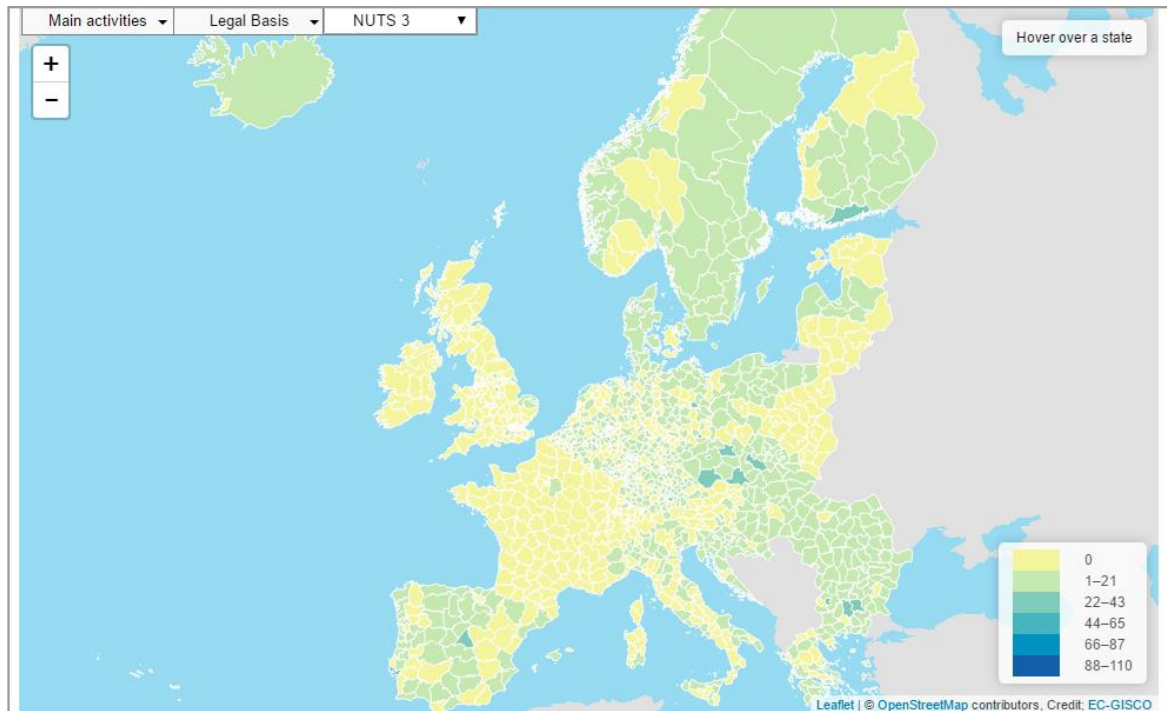 Main activities Legal Basis NUTS 3
Hover over a state
+
−
0
1–21
22–43
44–65
66–87
88–110
Leaflet | © OpenStreetMap contributors, Credit: EC-GISCO